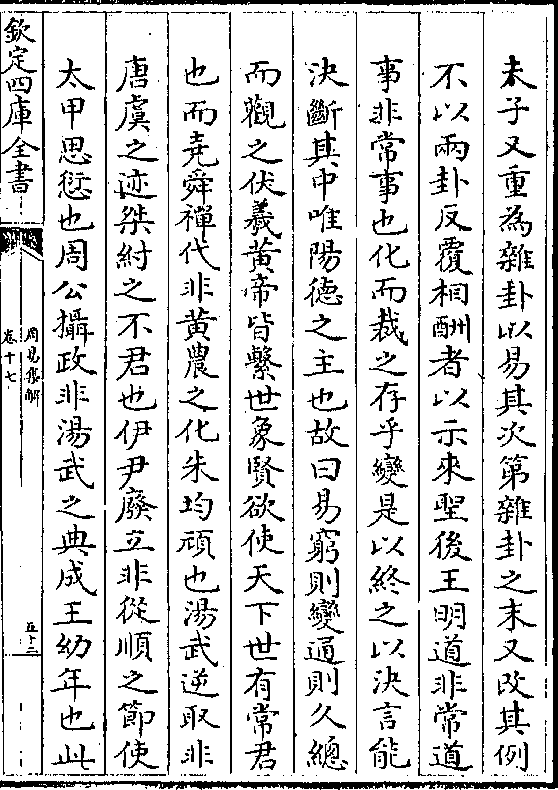 未子又重為雜卦以易其次第雜卦之末又改其例
不以兩卦反覆相酬者以示來聖後王明道非常道
事非常事也化而裁之存乎變是以終之以決言能
決斷其中唯陽德之主也故曰易窮則變通則久總
而觀之伏羲黄帝皆繫世象賢欲使天下世有常君
也而堯舜禪代非黄農之化朱均頑也湯武逆取非
唐虞之迹桀紂之不君也伊尹廢立非從順之節使
太甲思愆也周公攝政非湯武之典成王幼年也此
欽定四庫全書
周易集解
卷十七
五十二